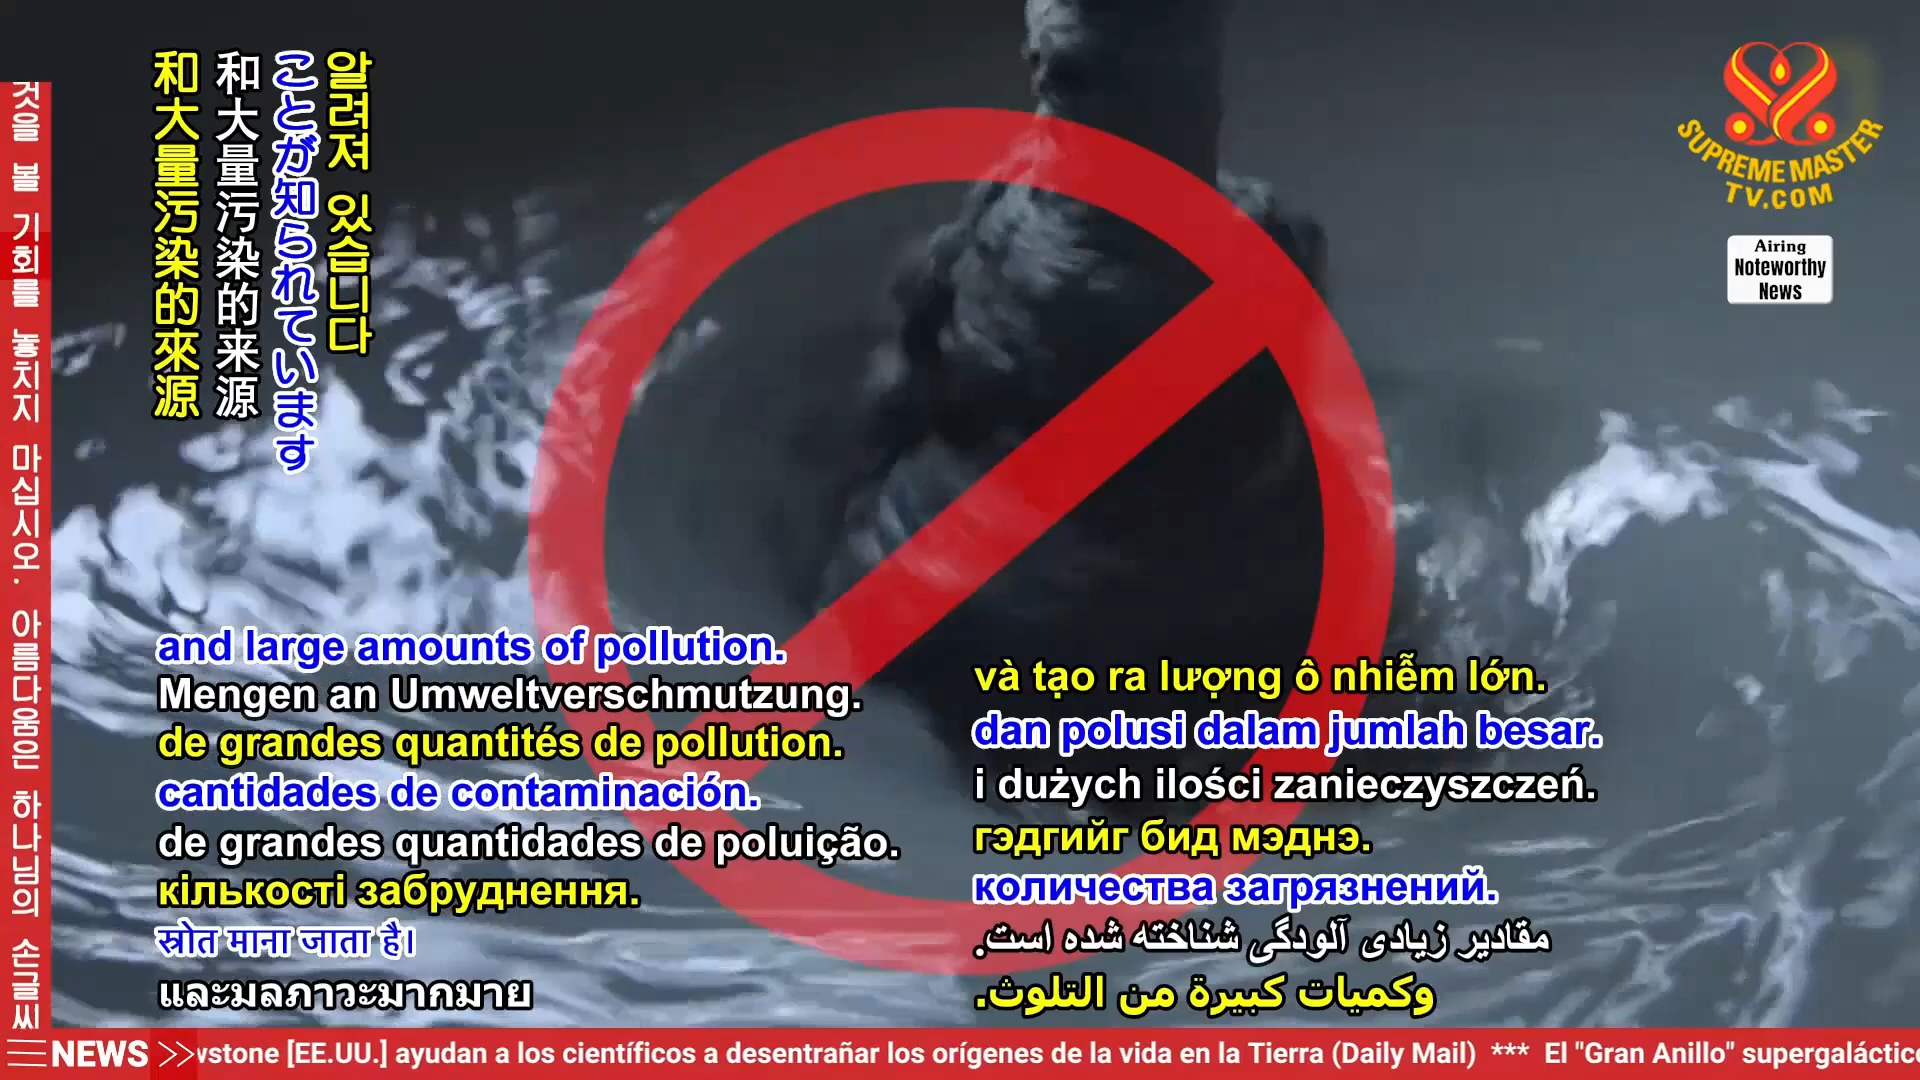 것을 볼 기회를 놓치지 마십시오. 아름다움은 하나님의 손글씨
和大量污染的來源
和大量污染的来源
ことが知られています
알려져 있습니다
SUPREME MASTER
TV.COM
Airing
Noteworthy
News
and large amounts of pollution.
Mengen an Umweltverschmutzung.
de grandes quantités de pollution.
cantidades de contaminación.
de grandes quantidades de poluição.
кількості забруднення.
स्रोत माना जाता है।
และมลภาวะมากมาย
và tạo ra lượng ô nhiễm lớn.
dan polusi dalam jumlah besar.
i dużych ilości zanieczyszczeń.
гэдгийг бид мэднэ.
количества загрязнений.
مقادیر زیادی آلودگی شناخته شده است.
وكميات كبيرة من التلوث.
NEWS wstone [EE.UU.] ayudan a los científicos a desentrañar los orígenes de la vida en la Tierra (Daily Mail) *** El "Gran Anillo" supergaláctico